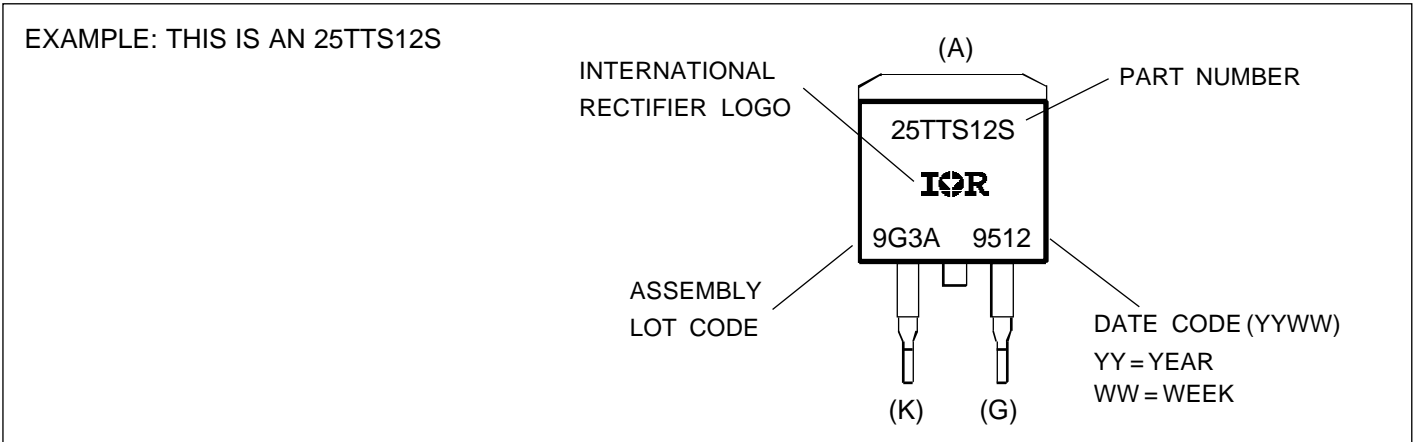 EXAMPLE: THIS IS AN 25TTS12S
(A)
INTERNATIONAL
RECTIFIER LOGO
PART NUMBER
25TTS12S
IOR
9G3A 9512
ASSEMBLY
LOT CODE
DATE CODE (YYWW)
YY = YEAR
WW = WEEK
(K) (G)